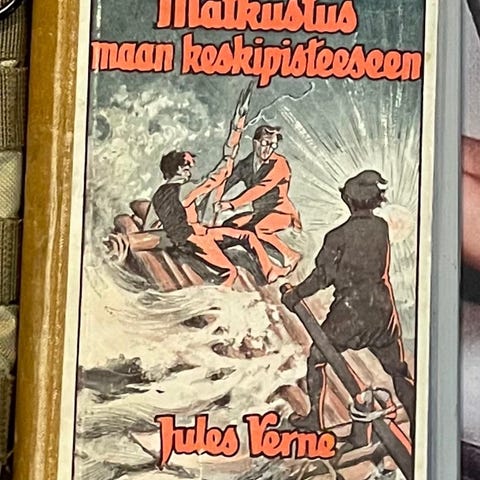 Matkustus
maan keskipisteeseen
Jules Verne